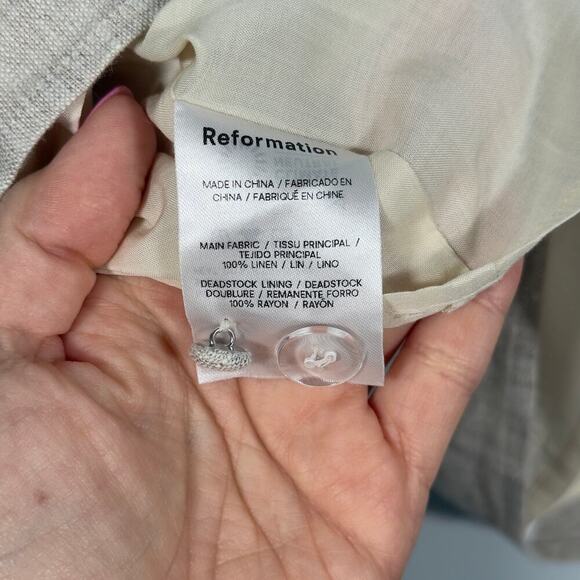 Reformation
NEUTRAL
MADE IN CHINA / FABRICADO EN
CHINA / FABRIQUÉ EN CHINE
MAIN FABRIC / TISSU PRINCIPAL /
TEJIDO PRINCIPAL
100% LINEN / LIN / LINO
DEADSTOCK LINING / DEADSTOCK
DOUBLURE / REMANENTE FORRO
100% RAYON / RAYÓN